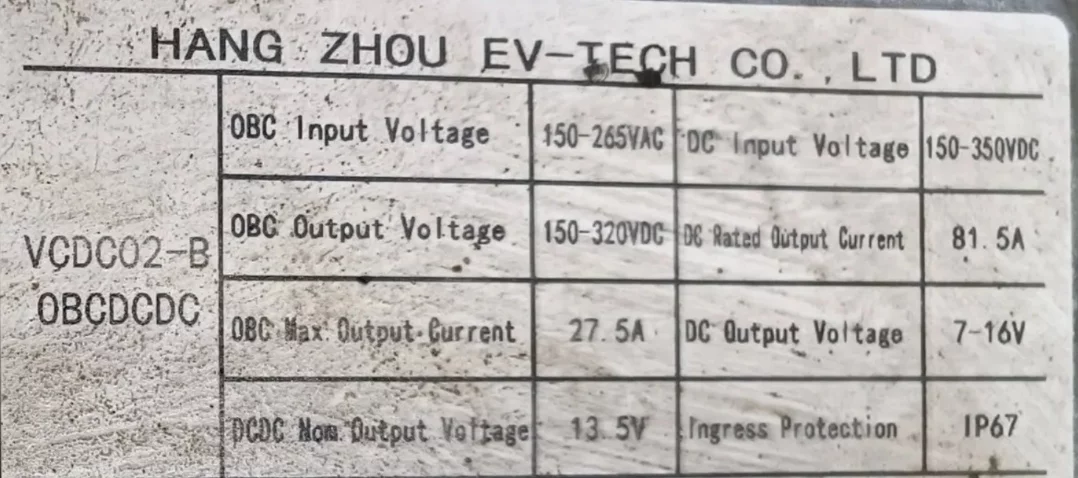 HANG ZHOU EV-TECH CO., LTD
VCDC02-B
OBCDCDC
OBC Input Voltage 150-265VAC DC Input Voltage 150-350VDC
OBC Output Voltage 150-320VDC DC Rated Output Current 81.5A
OBC Max Output Current 27.5A DC Output Voltage 7-16V
DCDC Nom Output Voltage 13.5V Ingress Protection IP67